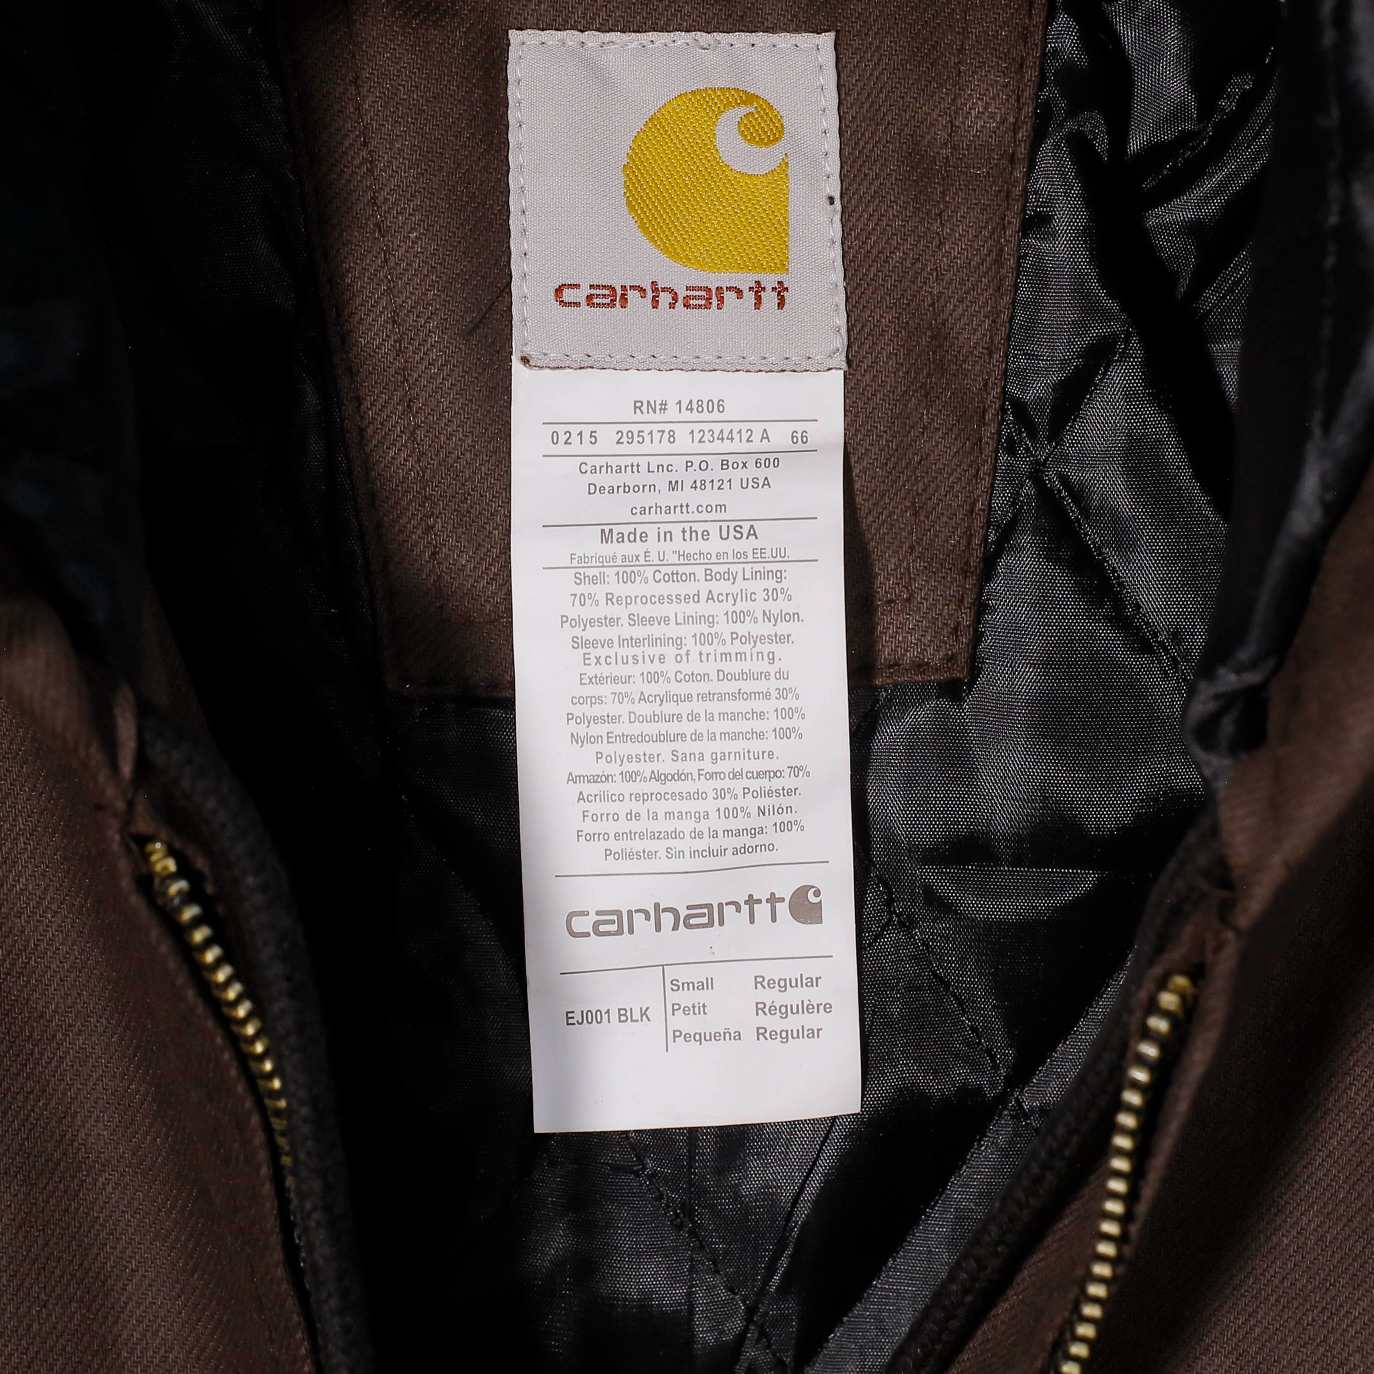 carhartt
RN# 14806
0215 295178 1234412 A 66
Carhartt Lnc. P.O. Box 600
Dearborn, MI 48121 USA
carhartt.com
Made in the USA
Fabriqué aux É. U. "Hecho en los EE.UU.
Shell: 100% Cotton. Body Lining:
70% Reprocessed Acrylic 30%
Polyester. Sleeve Lining: 100% Nylon.
Sleeve Interlining: 100% Polyester.
Exclusive of trimming.
Extérieur: 100% Coton. Doublure du
corps: 70% Acrylique retransformé 30%
Polyester. Doublure de la manche: 100%
Nylon Entredoublure de la manche: 100%
Polyester. Sana garniture.
Armazón: 100% Algodón, Forro del cuerpo: 70%
Acrilico reprocesado 30% Poliéster.
Forro de la manga 100% Nilón.
Forro entrelazado de la manga: 100%
Poliéster. Sin incluir adorno.
carhartt
EJ001 BLK
Small Regular
Petit Régulère
Pequeña Regular